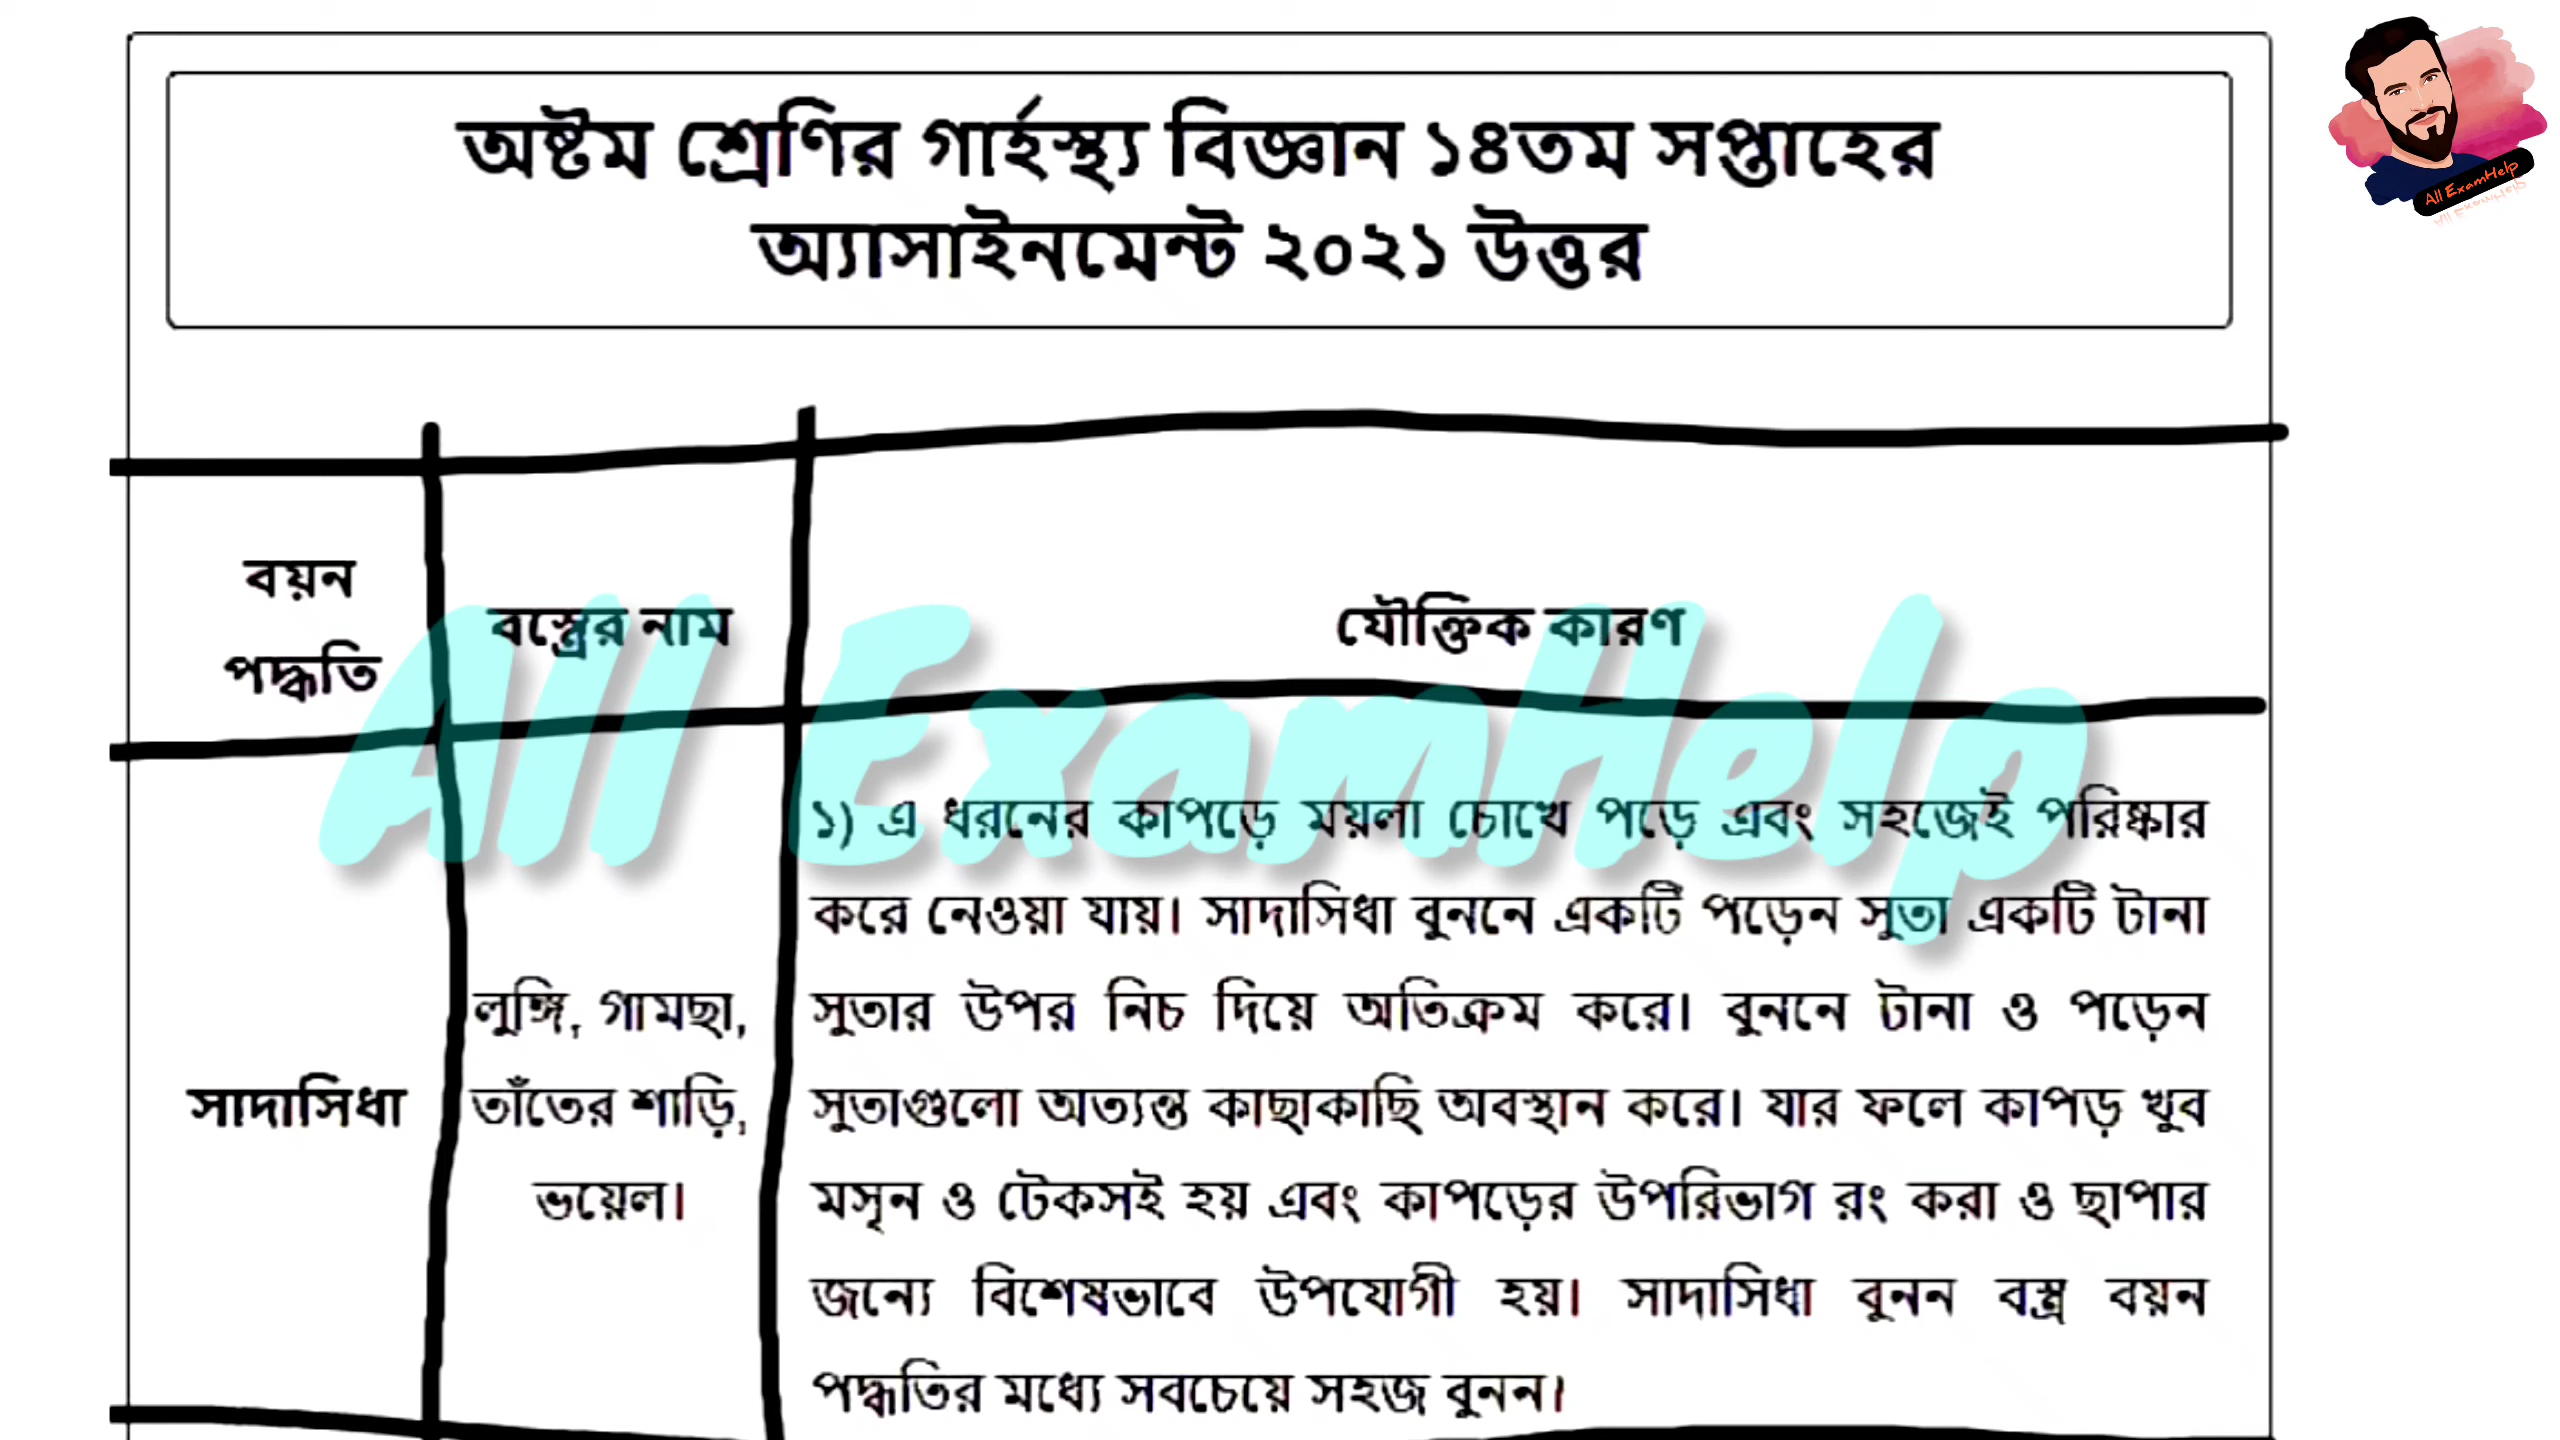 অষ্টম শ্রেণির গার্হস্থ্য বিজ্ঞান ১৪তম সপ্তাহের
অ্যাসাইনমেন্ট ২০২১ উত্তর
All ExamHelp
বয়ন
পদ্ধতি
বস্ত্রের নাম
যৌক্তিক কারণ
All ExamHelp
সাদাসিধা
লুঙ্গি, গামছা,
তাঁতের শাড়ি,
ভয়েল।
১) এ ধরনের কাপড়ে ময়লা চোখে পড়ে এবং সহজেই পরিষ্কার
করে নেওয়া যায়। সাদাসিধা বুননে একটি পড়েন সুতা একটি টানা
সুতার উপর নিচ দিয়ে অতিক্রম করে। বুননে টানা ও পড়েন
সুতাগুলো অত্যন্ত কাছাকাছি অবস্থান করে। যার ফলে কাপড় খুব
মসৃন ও টেকসই হয় এবং কাপড়ের উপরিভাগ রং করা ও ছাপার
জন্যে বিশেষভাবে উপযোগী হয়। সাদাসিধা বুনন বস্ত্র বয়ন
পদ্ধতির মধ্যে সবচেয়ে সহজ বুনন।